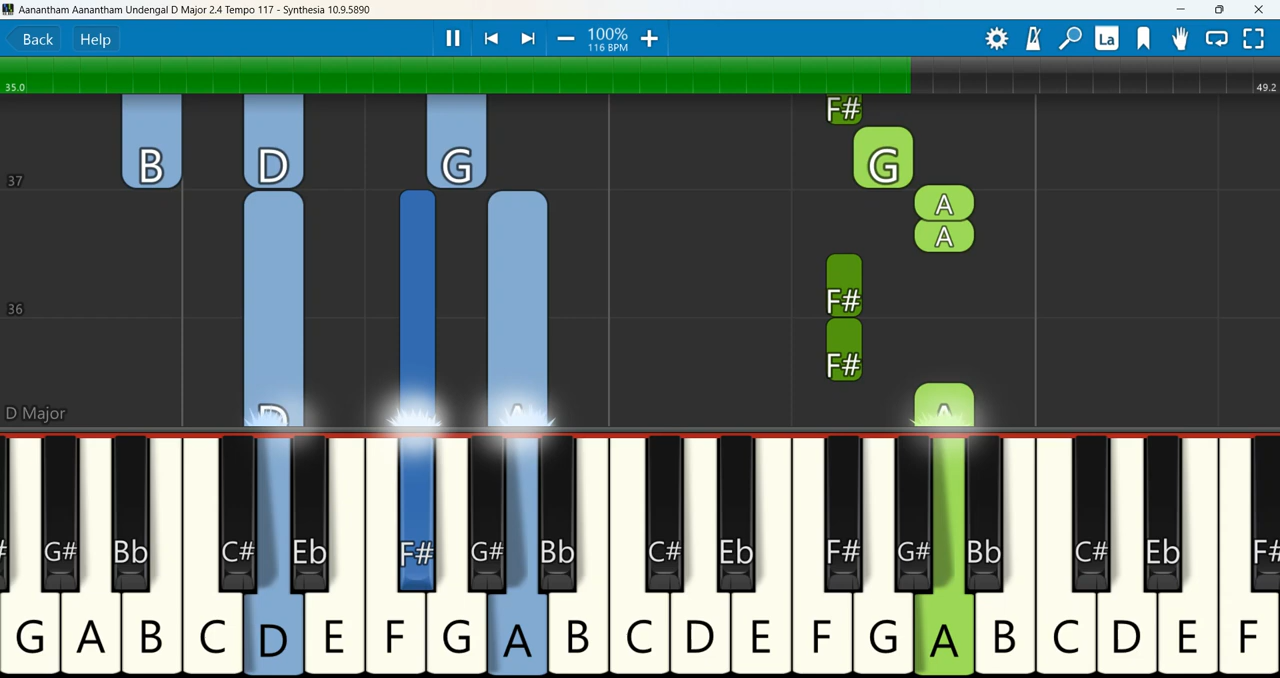 Aanantham Aanantham Undengal D Major 2.4 Tempo 117 - Synthesia 10.9.5890
Back Help 100% La
116 BPM
35.0 49.2
F#
B D G G
37
A
A
F#
36
F#
D Major D A A
G# Bb C# Eb F# G# Bb C# Eb F# G# Bb C# Eb F#
G A B C D E F G A B C D E F G A B C D E F